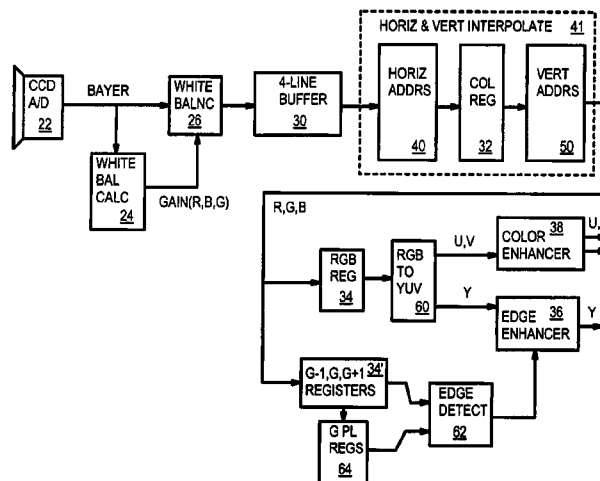 HORIZ & VERT INTERPOLATE 41
CCD
A/D
22
BAYER
WHITE
BALNC
26
4-LINE
BUFFER
30
HORIZ
ADDRS
40
COL
REG
32
VERT
ADDRS
50
WHITE
BAL
CALC
24
GAIN(R,B,G)
R,G,B
RGB
REG
34
RGB
TO
YUV
60
U,V
Y
38
COLOR
ENHANCER
U,
36
EDGE
ENHANCER
Y
G-1,G,G+1 34'
REGISTERS
G PL
REGS
64
EDGE
DETECT
62